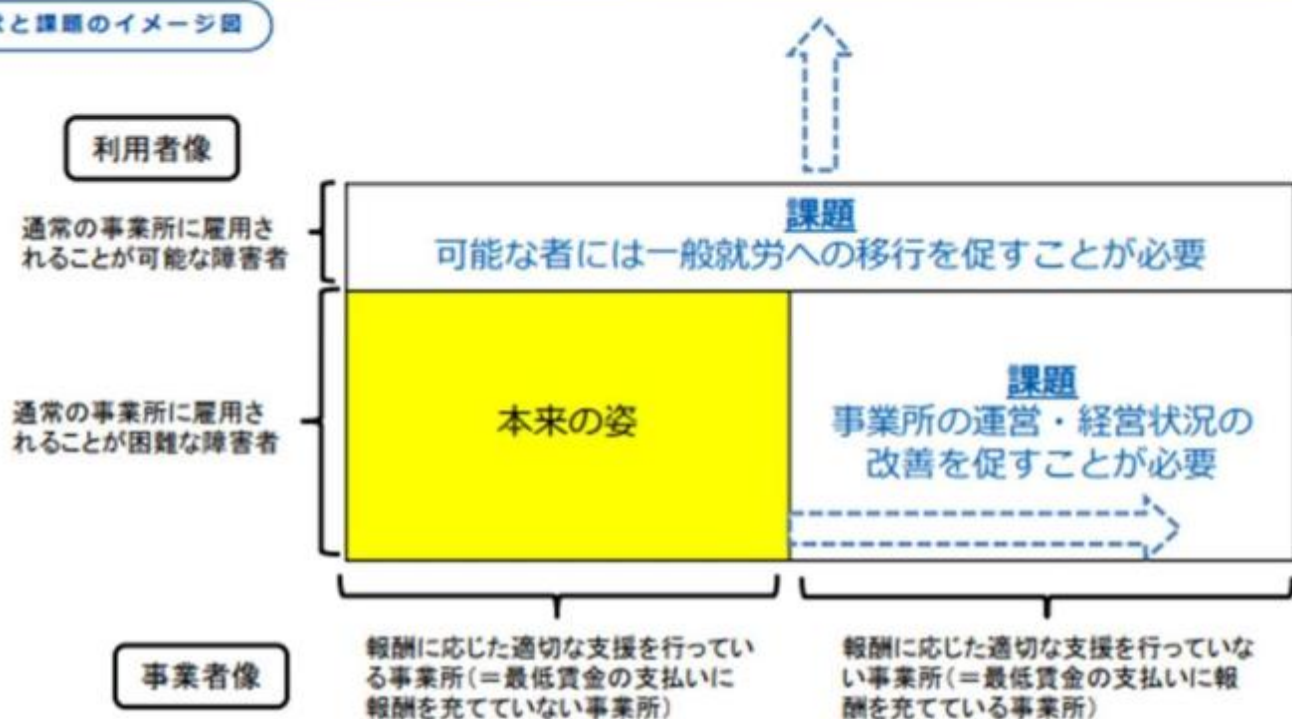 と課題のイメージ図
利用者像
通常の事業所に雇用さ
れることが可能な障害者
課題
可能な者には一般就労への移行を促すことが必要
通常の事業所に雇用さ
れることが困難な障害者
本来の姿
課題
事業所の運営・経営状況の
改善を促すことが必要
事業者像
報酬に応じた適切な支援を行ってい
る事業所(=最低賃金の支払いに
報酬を充てていない事業所)
報酬に応じた適切な支援を行っていな
い事業所(=最低賃金の支払いに報
酬を充てている事業所)